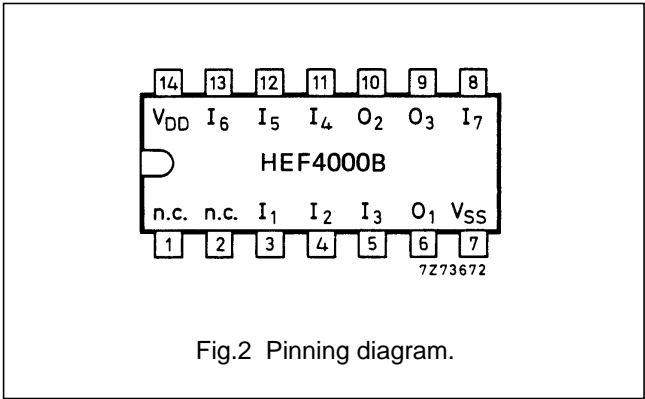 14 13 12 11 10 9 8
VDD I6 I5 I4 O2 O3 I7
HEF4000B
n.c. n.c. I1 I2 I3 O1 VSS
1 2 3 4 5 6 7
7Z73672
Fig.2 Pinning diagram.